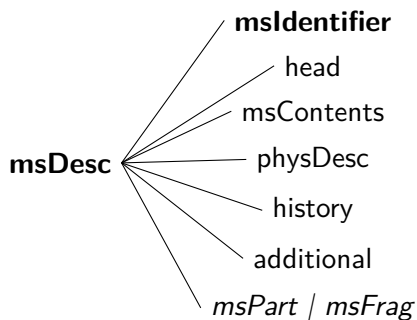 msIdentifier
head
msContents
msDesc
physDesc
history
additional
msPart | msFrag